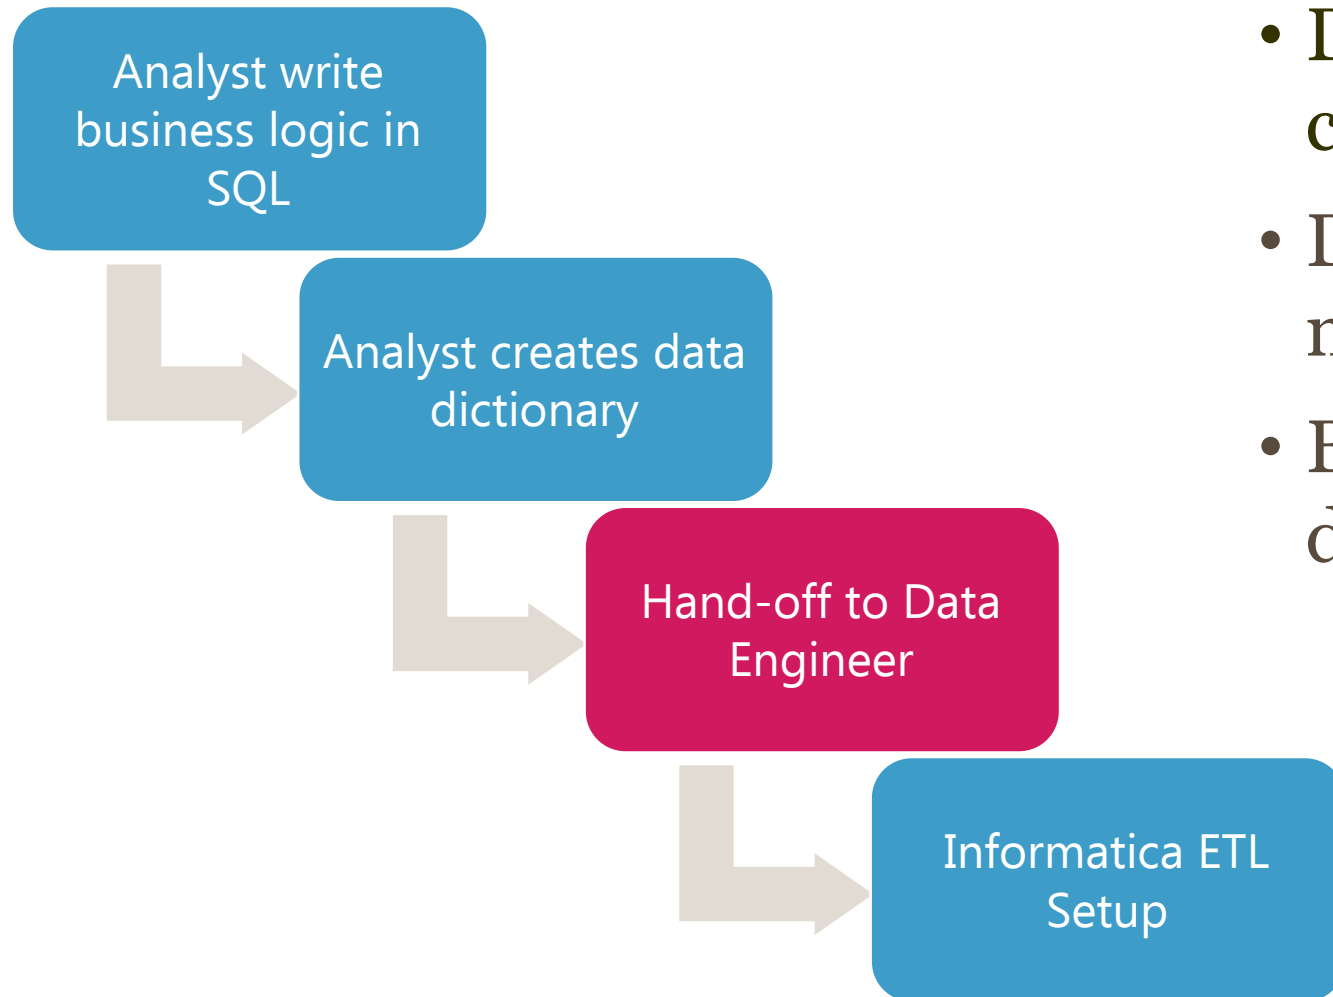 Analyst write
business logic in
SQL
Analyst creates data
dictionary
Hand-off to Data
Engineer
Informatica ETL
Setup